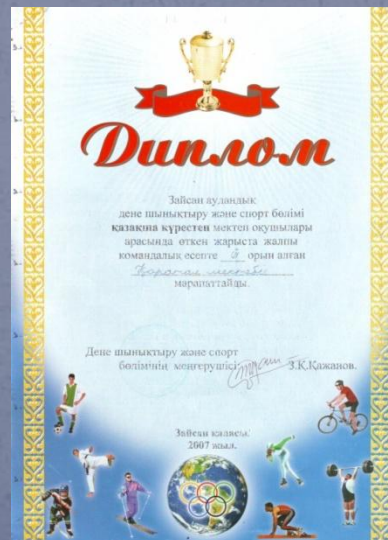 Диплом
Зайсан аудандық
дене шынықтыру және спорт бөлімі
қазақша күрестен мектеп оқушылары
арасында өткен жарыста жалпы
командалық есепте орын алған
марапатталды.
Дене шынықтыру және спорт
бөлімінің меңгерушісі З.Қ.Қажанов.
Зайсан қаласы.
2007 жыл.